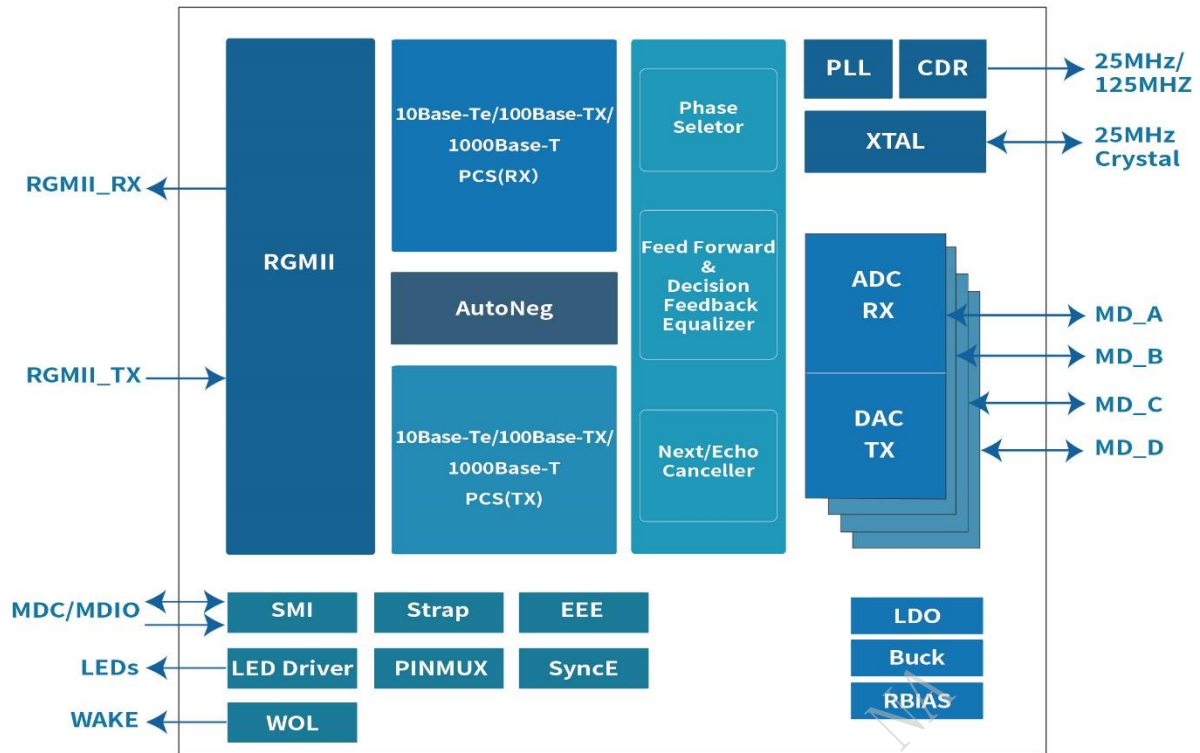 RGMII_RX
RGMII_TX
RGMII
10Base-Te/100Base-TX/
1000Base-T
PCS(RX)
AutoNeg
10Base-Te/100Base-TX/
1000Base-T
PCS(TX)
Phase
Seletor
Feed Forward
&
Decision
Feedback
Equalizer
Next/Echo
Canceller
PLL
CDR
25MHz/
125MHZ
XTAL
25MHz
Crystal
ADC
RX
DAC
TX
MD_A
MD_B
MD_C
MD_D
MDC/MDIO
SMI
Strap
EEE
LEDs
LED Driver
PINMUX
SyncE
WAKE
WOL
LDO
Buck
RBIAS